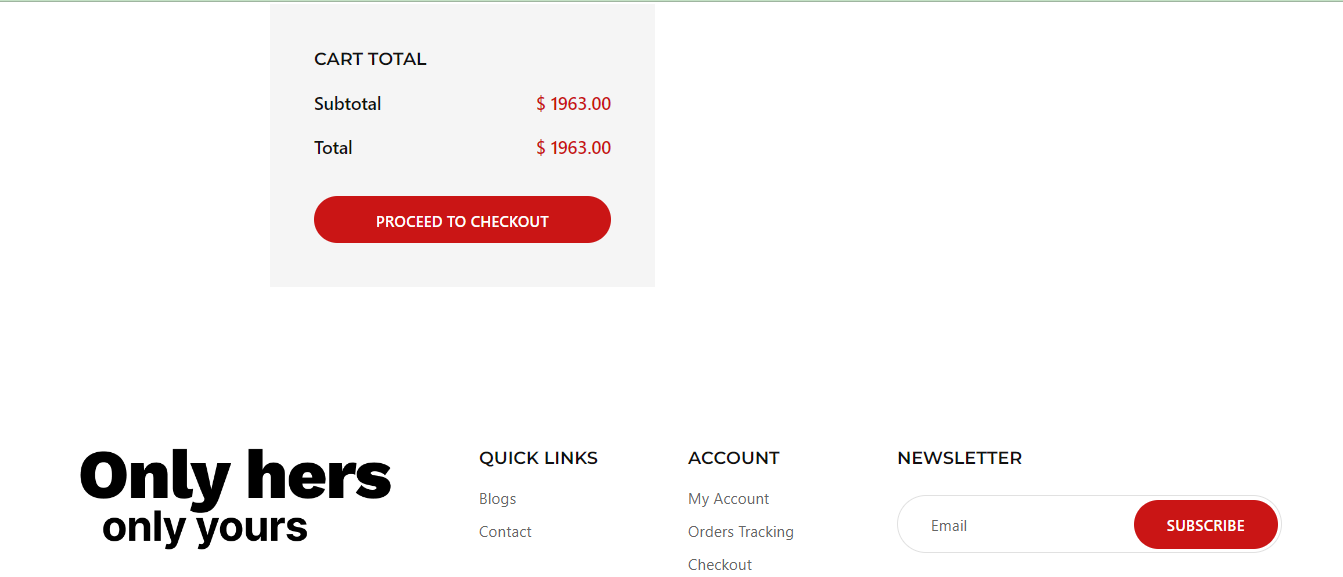 CART TOTAL
Subtotal $ 1963.00
Total $ 1963.00
PROCEED TO CHECKOUT
Only hers
only yours
QUICK LINKS
Blogs
Contact
ACCOUNT
My Account
Orders Tracking
Checkout
NEWSLETTER
Email SUBSCRIBE